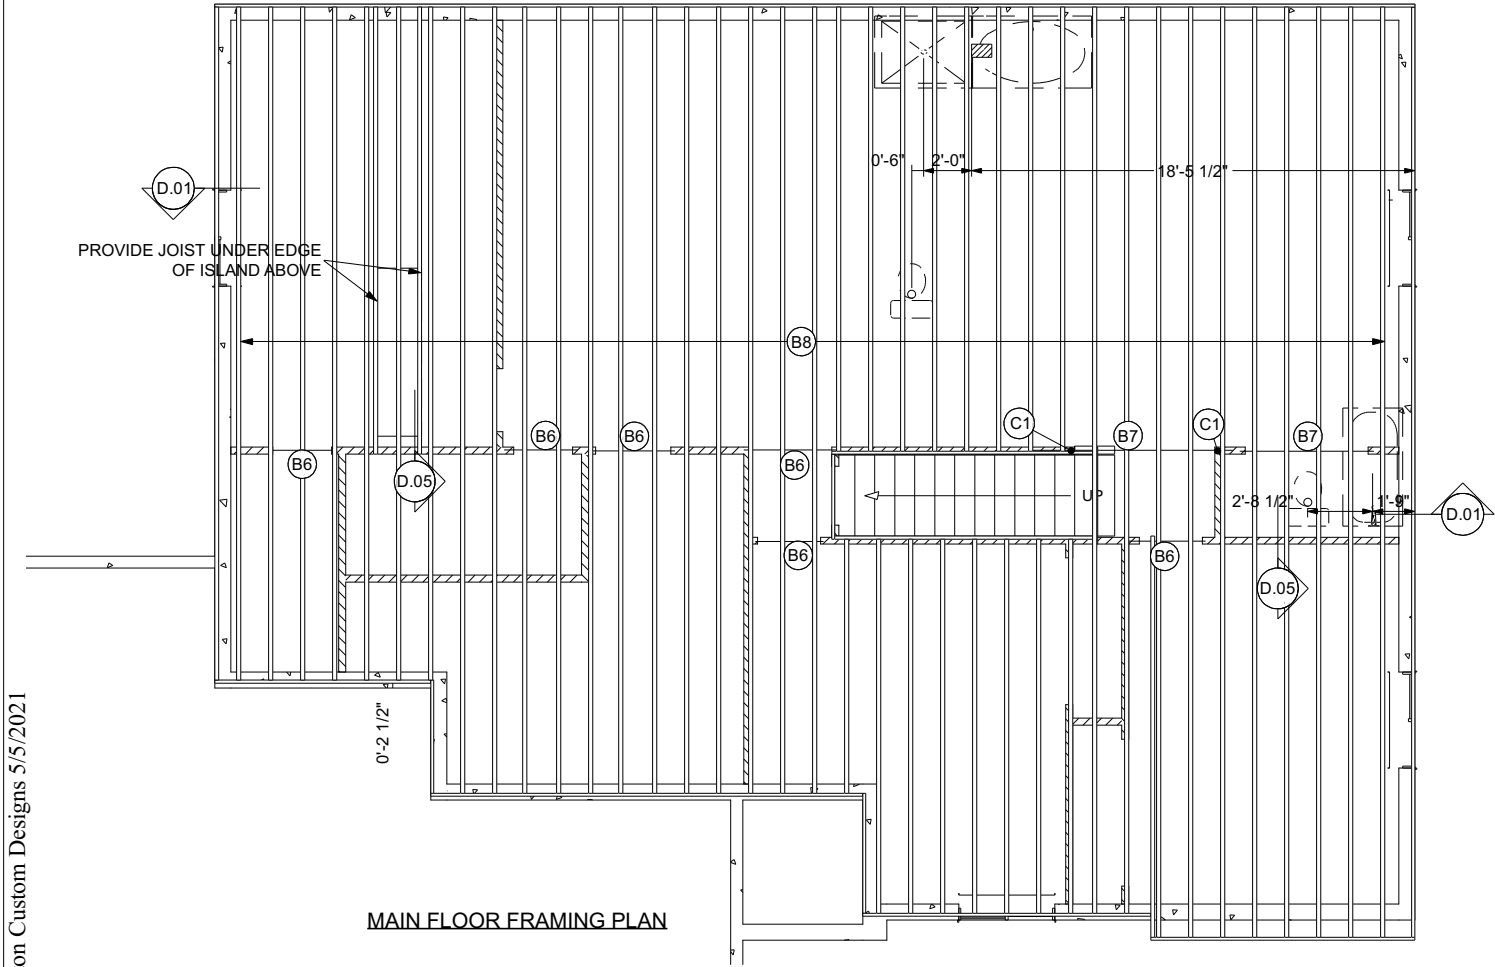 D.01
0'-6"
2'-0"
18'-5 1/2"
PROVIDE JOIST UNDER EDGE
OF ISLAND ABOVE
B8
C1
C1
B6
B6
B7
B7
B6
B6
D.05
UP
2'-8 1/2"
1'-9"
D.01
B6
B6
D.05
0'-2 1/2"
MAIN FLOOR FRAMING PLAN
on Custom Designs 5/5/2021